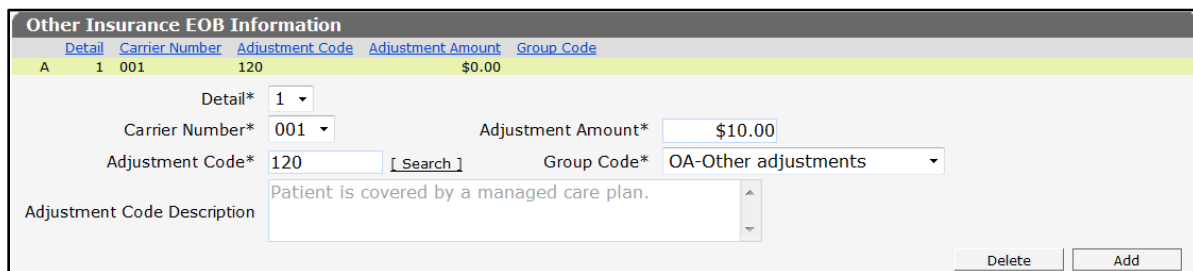 Other Insurance EOB Information
Detail Carrier Number Adjustment Code Adjustment Amount Group Code
A 1 001 120 $0.00
Detail* 1
Carrier Number* 001 Adjustment Amount* $10.00
Adjustment Code* 120 [ Search ] Group Code* OA-Other adjustments
Adjustment Code Description Patient is covered by a managed care plan.
Delete Add